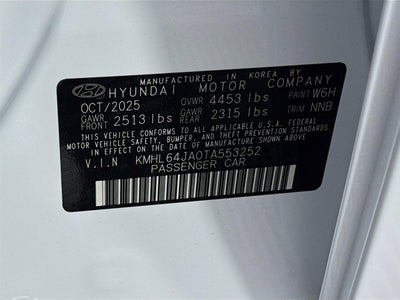 MANUFACTURED IN KOREA BY
HYUNDAI MOTOR COMPANY
OCT/2025 GVWR 4453 lbs PAINT W6H
GAWR FRONT 2513 lbs GAWR REAR 2315 lbs TRIM NNB
THIS VEHICLE CONFORMS TO ALL APPLICABLE U.S. FEDERAL
MOTOR VEHICLE SAFETY, BUMPER, AND THEFT PREVENTION
STANDARDS IN EFFECT ON THE DATE OF MANUFACTURE SHOWN ABOVE.
V.I.N KMHL64JA0TA553252
PASSENGER CAR